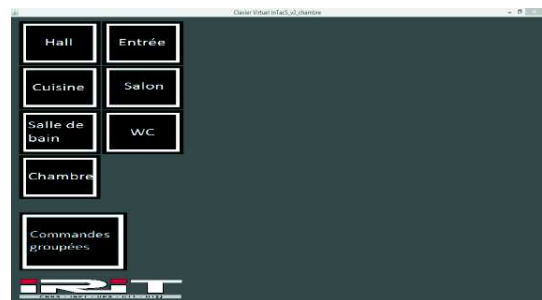 Clavier Virtuel InTacS_v2_chambre
Hall
Entrée
Cuisine
Salon
Salle de
bain
WC
Chambre
Commandes
groupées
IRIT